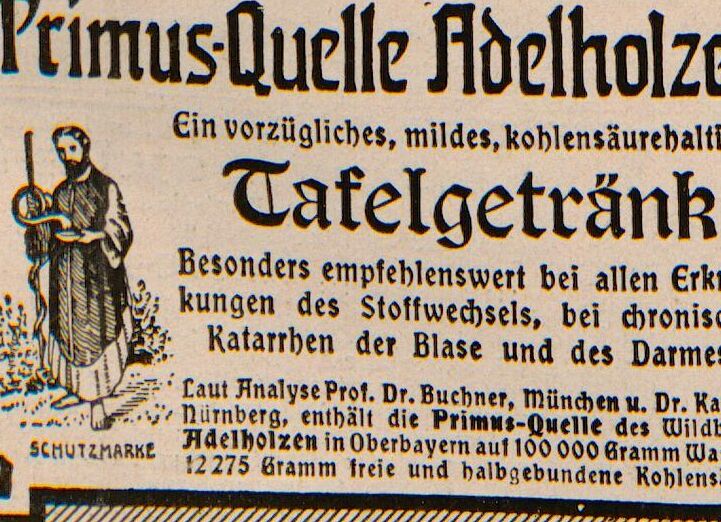 Primus-Quelle Adelholze
Ein vorzügliches, mildes, kohlensäurehalti
Tafelgetränk
Besonders empfehlenswert bei allen Erk
kungen des Stoffwechsels, bei chronisc
Katarrhen der Blase und des Darmes
Laut Analyse Prof. Dr. Buchner, München u. Dr. Ka
Nürnberg, enthält die Primus-Quelle des Wildb
Adelholzen in Oberbayern auf 100 000 Gramm Wa
12 275 Gramm freie und halbgebundene Kohlens
SCHUTZMARKE